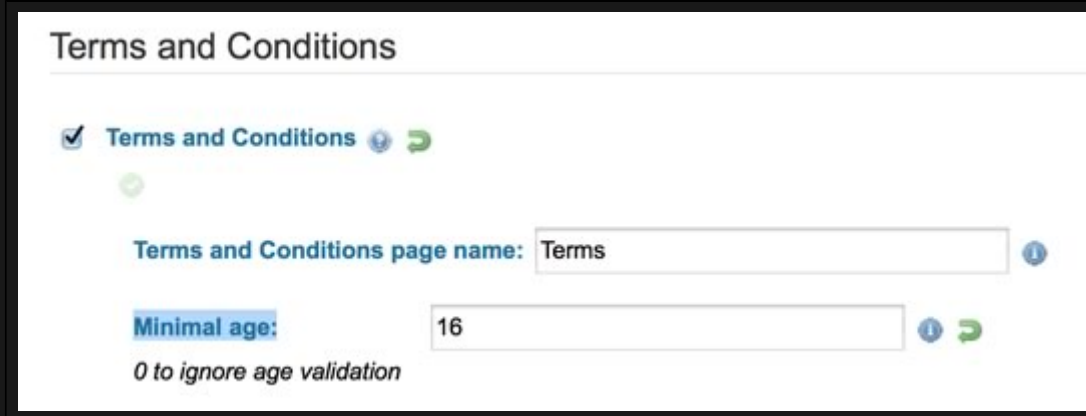 Terms and Conditions
Terms and Conditions
Terms and Conditions page name: Terms
Minimal age: 16
0 to ignore age validation